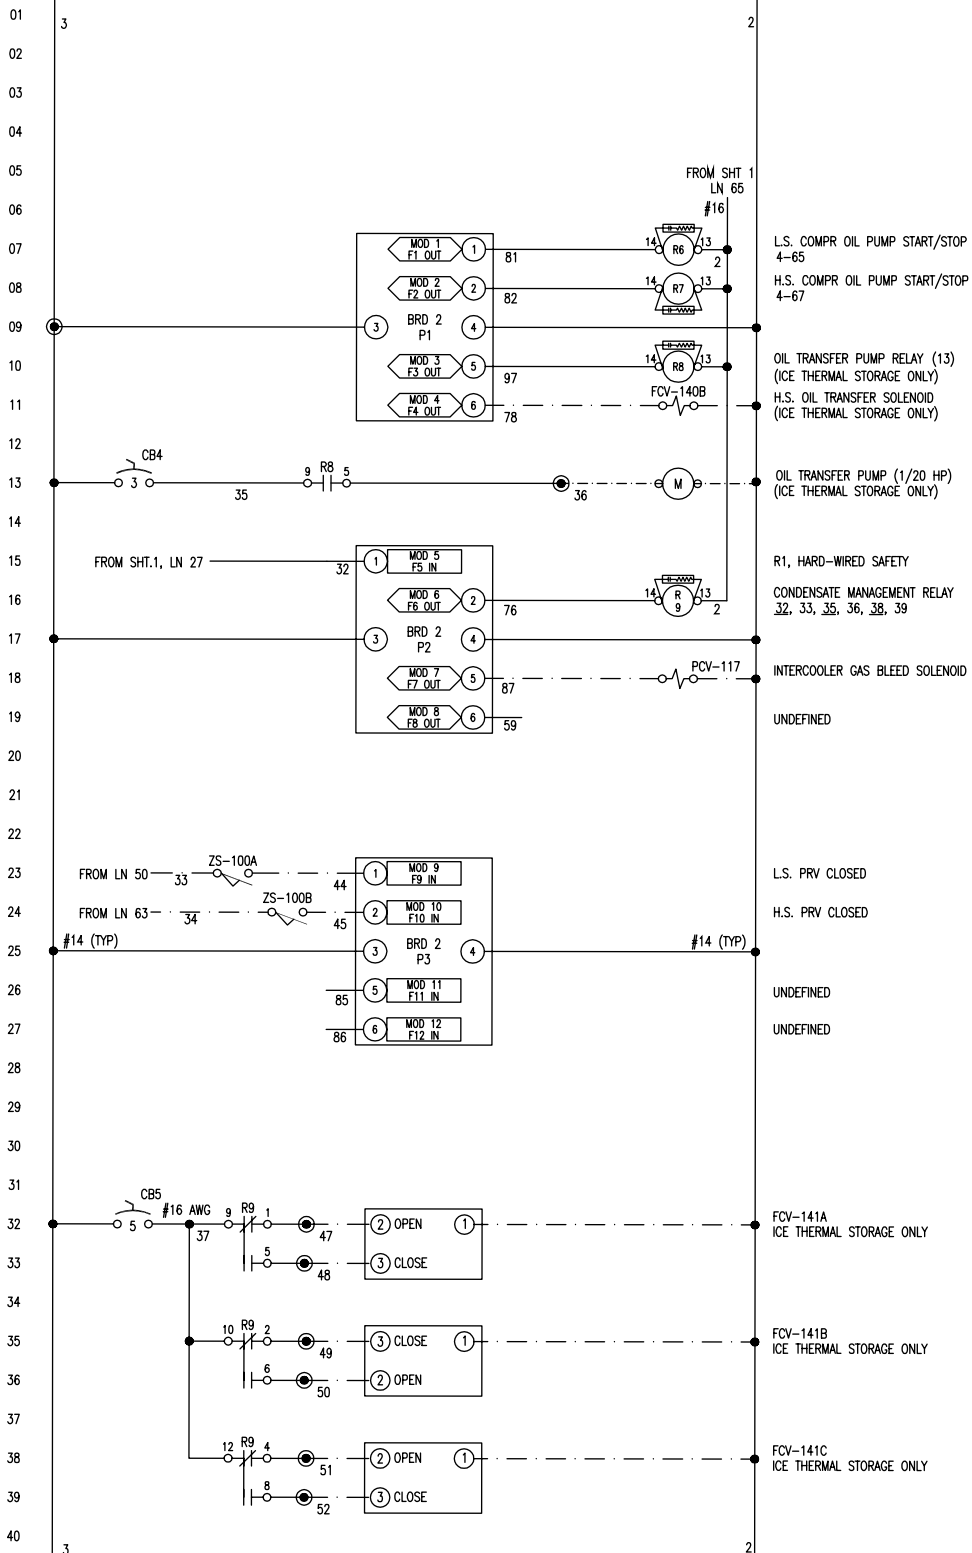 01
3 2
02
03
04
05
FROM SHT 1
LN 65
06 #16
07 MOD 1 F1 OUT 1 81 14 R6 13 2 L.S. COMPR OIL PUMP START/STOP
4-65
08 MOD 2 F2 OUT 2 82 14 R7 13 H.S. COMPR OIL PUMP START/STOP
4-67
09 3 BRD 2 P1 4
10 MOD 3 F3 OUT 5 97 14 R8 13 OIL TRANSFER PUMP RELAY (13)
(ICE THERMAL STORAGE ONLY)
11 MOD 4 F4 OUT 6 78 FCV-140B H.S. OIL TRANSFER SOLENOID
(ICE THERMAL STORAGE ONLY)
12
13 CB4 3 35 9 R8 5 36 M OIL TRANSFER PUMP (1/20 HP)
(ICE THERMAL STORAGE ONLY)
14
15 FROM SHT.1, LN 27 32 1 MOD 5 F5 IN R1, HARD-WIRED SAFETY
16 MOD 6 F6 OUT 2 76 14 R 9 13 2 CONDENSATE MANAGEMENT RELAY
32, 33, 35, 36, 38, 39
17 3 BRD 2 P2 4
18 MOD 7 F7 OUT 5 87 PCV-117 INTERCOOLER GAS BLEED SOLENOID
19 MOD 8 F8 OUT 6 59 UNDEFINED
20
21
22
23 FROM LN 50 33 ZS-100A 44 1 MOD 9 F9 IN L.S. PRV CLOSED
24 FROM LN 63 34 ZS-100B 45 2 MOD 10 F10 IN H.S. PRV CLOSED
25 #14 (TYP) 3 BRD 2 P3 4 #14 (TYP)
26 85 5 MOD 11 F11 IN UNDEFINED
27 86 6 MOD 12 F12 IN UNDEFINED
28
29
30
31
32 CB5 5 #16 AWG 37 9 R9 1 47 2 OPEN 1 FCV-141A
ICE THERMAL STORAGE ONLY
33 5 48 3 CLOSE
34
35 10 R9 2 49 3 CLOSE 1 FCV-141B
ICE THERMAL STORAGE ONLY
36 6 50 2 OPEN
37
38 12 R9 4 51 2 OPEN 1 FCV-141C
ICE THERMAL STORAGE ONLY
39 8 52 3 CLOSE
40
3 2